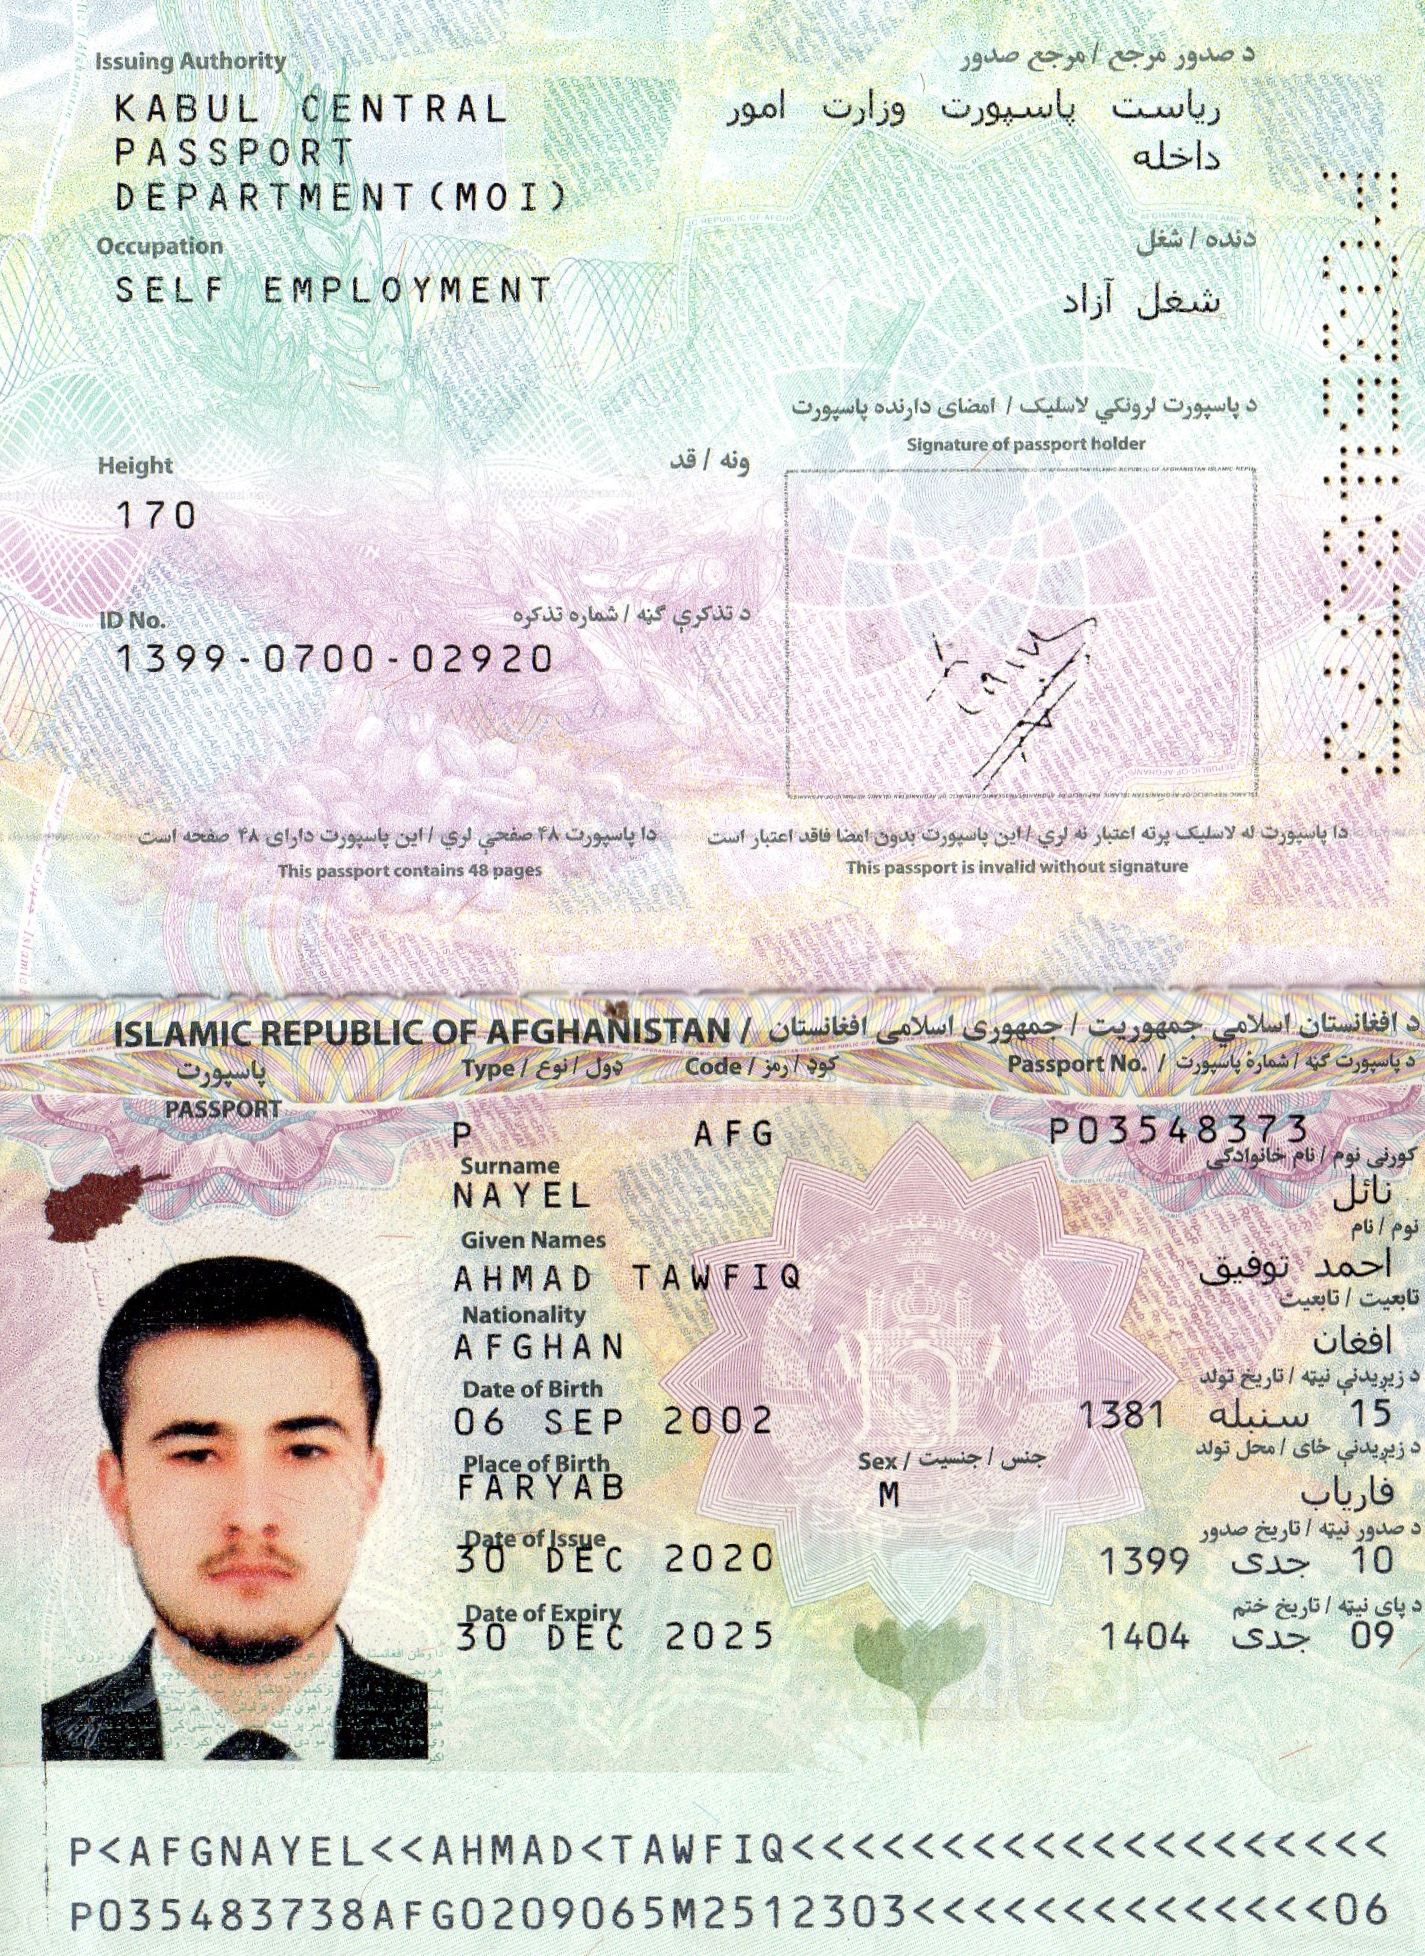 Issuing Authority
د صدور مرجع / مرجع صدور
KABUL CENTRAL
PASSPORT
DEPARTMENT(MOI)
ریاست پاسپورت وزارت امور
داخله
Occupation
دنده / شغل
SELF EMPLOYMENT
شغل آزاد
د پاسپورت لرونکي لاسلیک / امضای دارنده پاسپورت
Signature of passport holder
Height
ونه / قد
170
ID No.
د تذکرې ګڼه / شماره تذکره
1399-0700-02920
دا پاسپورت ۴۸ صفحې لري / این پاسپورت دارای ۴۸ صفحه است
This passport contains 48 pages
دا پاسپورت له لاسلیک پرته اعتبار نه لري / این پاسپورت بدون امضا فاقد اعتبار است
This passport is invalid without signature
ISLAMIC REPUBLIC OF AFGHANISTAN / د افغانستان اسلامي جمهوریت / جمهوری اسلامی افغانستان
پاسپورت
PASSPORT
Type / ډول / نوع
Code / کوډ / رمز
Passport No. / د پاسپورت ګڼه / شمارهٔ پاسپورت
P
AFG
P03548373
Surname
کورنی نوم / نام خانوادگی
NAYEL
نائل
Given Names
نوم / نام
AHMAD TAWFIQ
احمد توفیق
Nationality
تابعیت / تابعیت
AFGHAN
افغان
Date of Birth
د زیږیدنې نیټه / تاریخ تولد
06 SEP 2002
15 سنبله 1381
Place of Birth
د زیږیدنې ځای / محل تولد
Sex / جنس / جنسیت
FARYAB
M
فاریاب
Date of Issue
د صدور نیټه / تاریخ صدور
30 DEC 2020
10 جدی 1399
Date of Expiry
د پای نیټه / تاریخ ختم
30 DEC 2025
09 جدی 1404
P<AFGNAYEL<<AHMAD<TAWFIQ<<<<<<<<<<<<<<<<<<<<
P035483738AFG0209065M2512303<<<<<<<<<<<<<<06